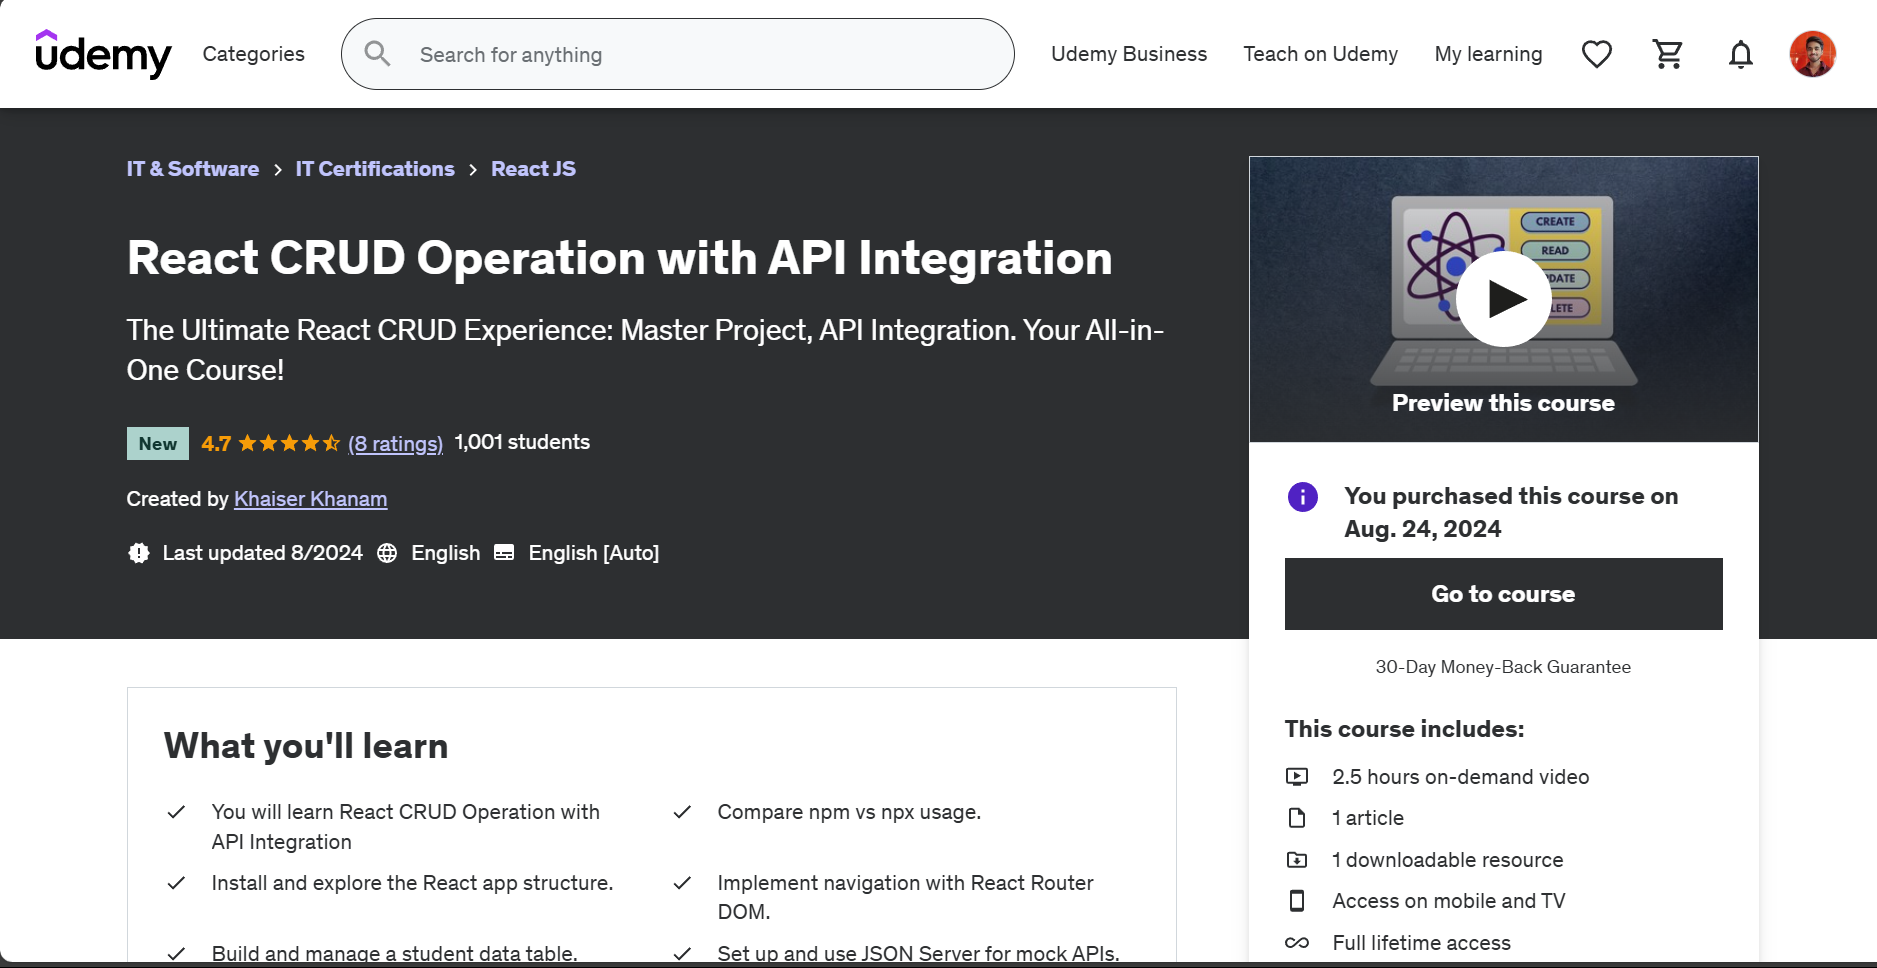 udemy
Categories
Search for anything
Udemy Business
Teach on Udemy
My learning
IT & Software > IT Certifications > React JS
React CRUD Operation with API Integration
The Ultimate React CRUD Experience: Master Project, API Integration. Your All-in-
One Course!
New 4.7 (8 ratings) 1,001 students
Created by Khaiser Khanam
Last updated 8/2024 English English [Auto]
CREATE
READ
Preview this course
You purchased this course on
Aug. 24, 2024
Go to course
30-Day Money-Back Guarantee
This course includes:
2.5 hours on-demand video
1 article
1 downloadable resource
Access on mobile and TV
Full lifetime access
What you'll learn
You will learn React CRUD Operation with
API Integration
Install and explore the React app structure.
Build and manage a student data table.
Compare npm vs npx usage.
Implement navigation with React Router
DOM.
Set up and use JSON Server for mock APIs.